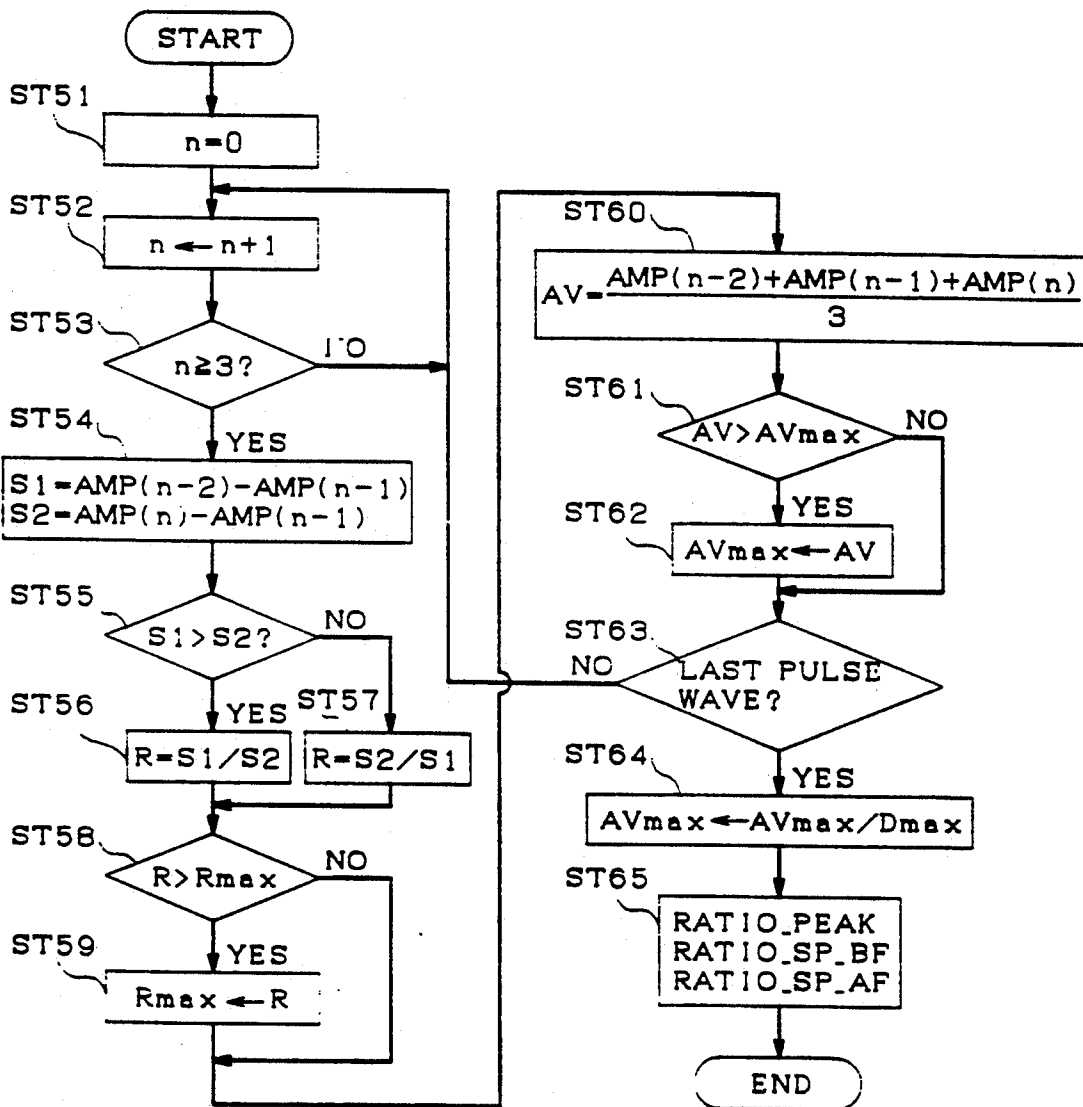 START
ST51
n=0
ST52
n ← n+1
ST53
n≥3?
YES
ST54
S1=AMP(n-2)-AMP(n-1)
S2=AMP(n)-AMP(n-1)
ST55
S1>S2?
NO
YES
ST56
R=S1/S2
ST57
R=S2/S1
ST58
R>Rmax
NO
YES
ST59
Rmax ← R
ST60
AV=AMP(n-2)+AMP(n-1)+AMP(n)
3
ST61
AV>AVmax
NO
YES
ST62
AVmax ← AV
ST63
NO
LAST PULSE
WAVE?
YES
ST64
AVmax←AVmax/Dmax
ST65
RATIO_PEAK
RATIO_SP_BF
RATIO_SP_AF
END